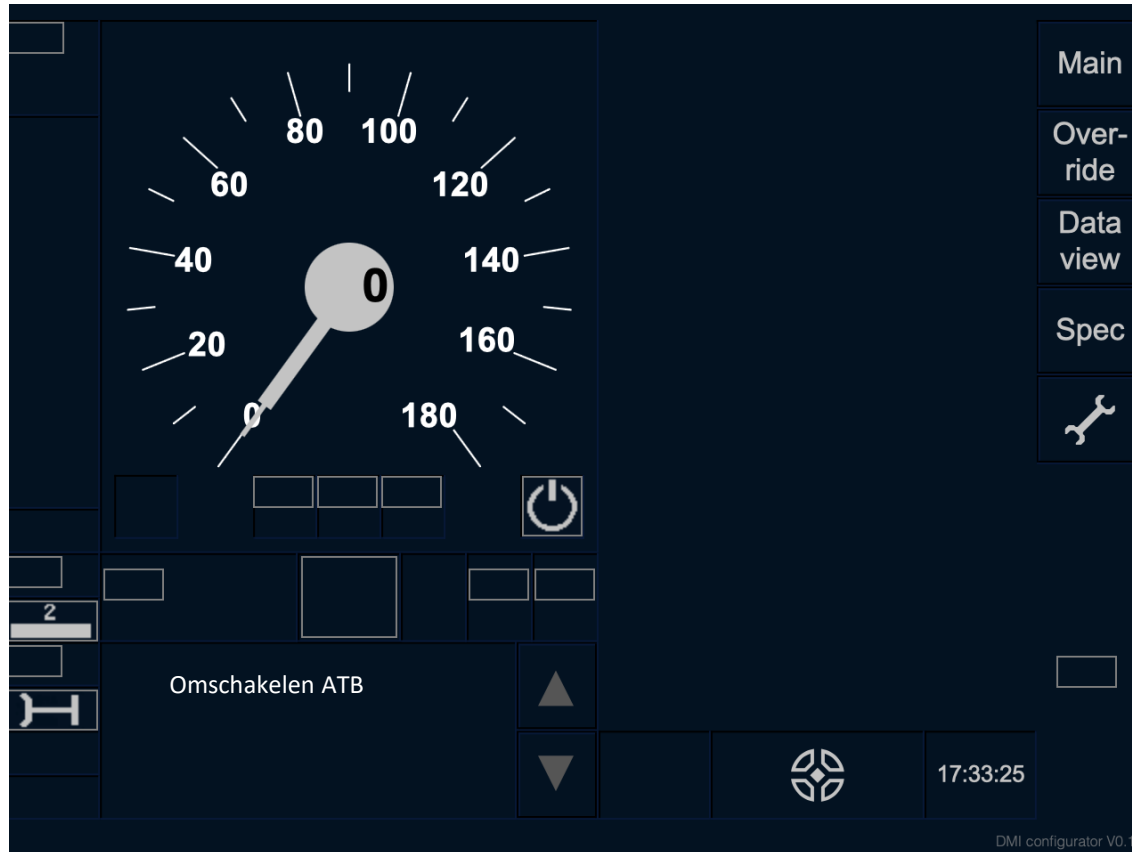 Main
Over-
ride
Data
view
Spec
80
100
60
120
40
140
0
20
160
0
180
2
Omschakelen ATB
17:33:25
DMI configurator V0.1